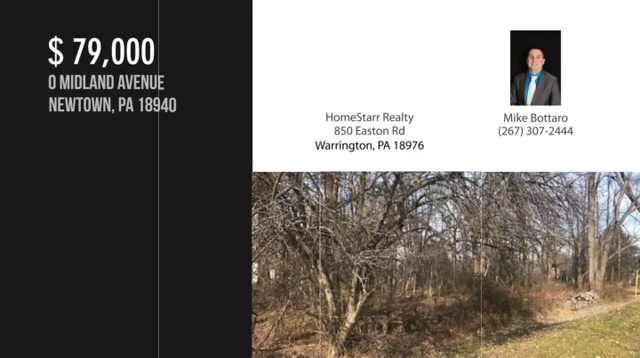 $ 79,000
0 MIDLAND AVENUE
NEWTOWN, PA 18940
HomeStarr Realty
850 Easton Rd
Warrington, PA 18976
Mike Bottaro
(267) 307-2444